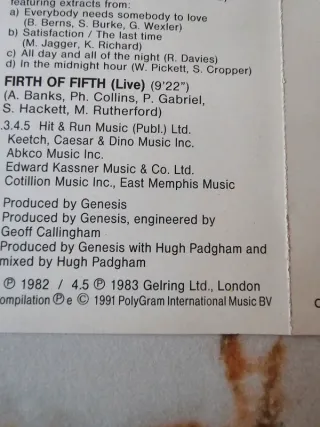 featuring extracts from:
a) Everybody needs somebody to love
(B. Berns, S. Burke, G. Wexler)
b) Satisfaction / The last time
(M. Jagger, K. Richard)
c) All day and all of the night (R. Davies)
d) In the midnight hour (W. Pickett, S. Cropper)
FIRTH OF FIFTH (Live) (9'22")
(A. Banks, Ph. Collins, P. Gabriel,
S. Hackett, M. Rutherford)
.3.4.5 Hit & Run Music (Publ.) Ltd.
Keetch, Caesar & Dino Music Inc.
Abkco Music Inc.
Edward Kassner Music & Co. Ltd.
Cotillion Music Inc., East Memphis Music
Produced by Genesis
Produced by Genesis, engineered by
Geoff Callingham
Produced by Genesis with Hugh Padgham and
mixed by Hugh Padgham
℗ 1982 / 4.5 ℗ 1983 Gelring Ltd., London
ompilation ℗ e © 1991 PolyGram International Music BV